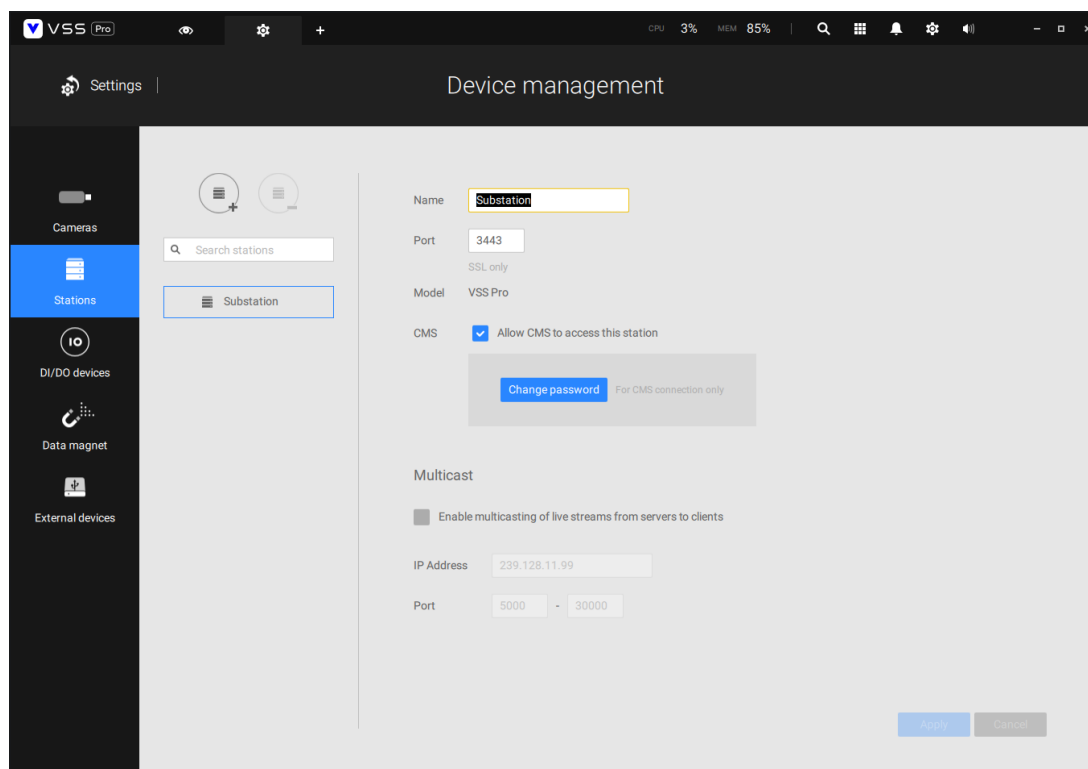 VSS Pro
CPU 3% MEM 85%
Settings
Device management
Cameras
Stations
IO
DI/DO devices
Data magnet
External devices
Search stations
Substation
Name Substation
Port 3443
SSL only
Model VSS Pro
CMS Allow CMS to access this station
Change password For CMS connection only
Multicast
Enable multicasting of live streams from servers to clients
IP Address 239.128.11.99
Port 5000 - 30000
Apply Cancel